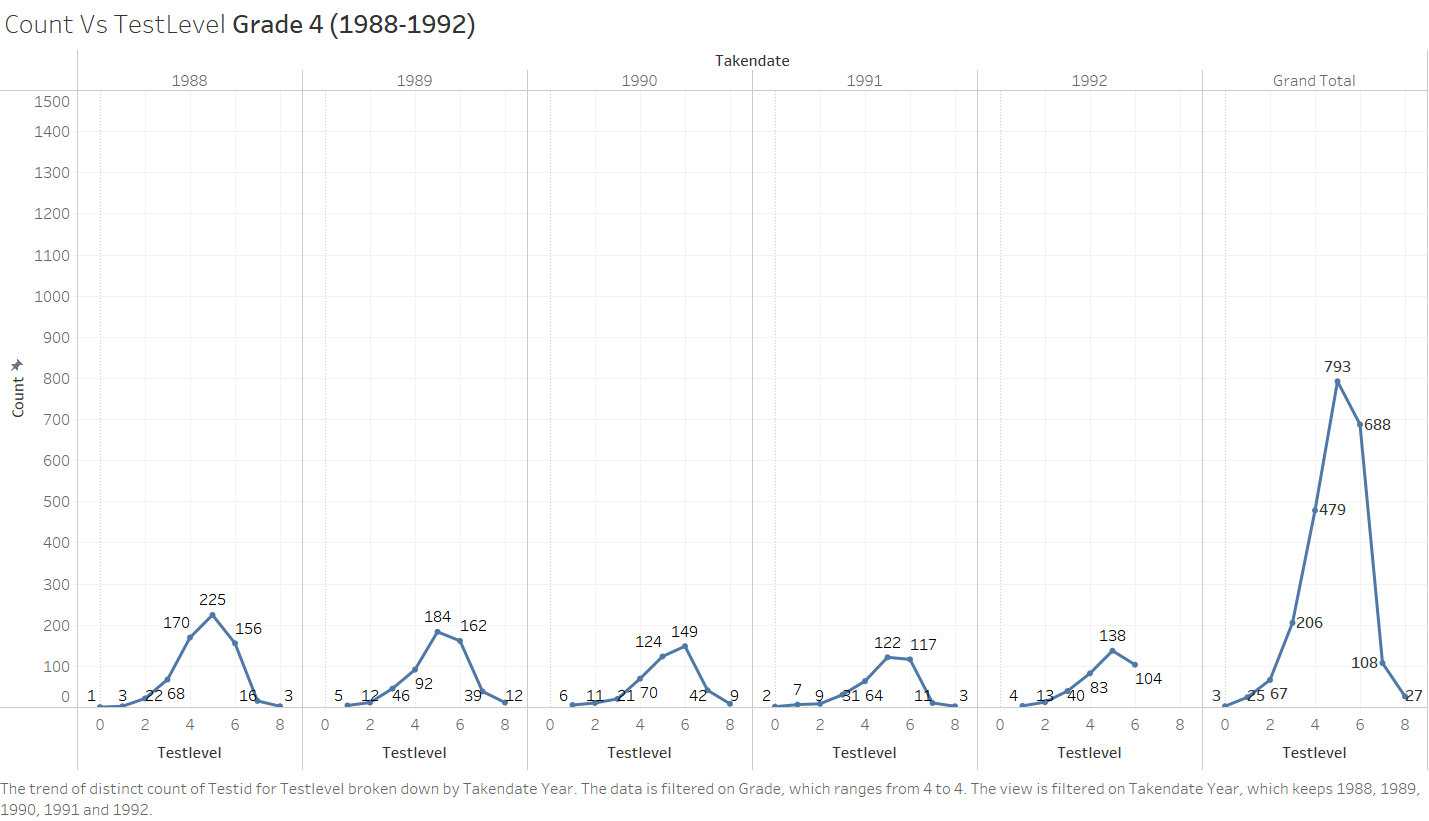 Count Vs TestLevel Grade 4 (1988-1992)
Takendate
1988 1989 1990 1991 1992 Grand Total
1500
1400
1300
1200
1100
1000
900
800
700
600
500
400
300
200
100
0
Count
1 3 22 68 170 225 156 16 3
5 12 46 92 184 162 39 12
6 11 21 70 124 149 42 9
2 7 9 31 64 122 117 11 3
4 13 40 83 138 104
3 25 67 206 479 793 688 108 27
0 2 4 6 8 0 2 4 6 8 0 2 4 6 8 0 2 4 6 8 0 2 4 6 8 0 2 4 6 8
Testlevel Testlevel Testlevel Testlevel Testlevel Testlevel
The trend of distinct count of Testid for Testlevel broken down by Takendate Year. The data is filtered on Grade, which ranges from 4 to 4. The view is filtered on Takendate Year, which keeps 1988, 1989,
1990, 1991 and 1992.